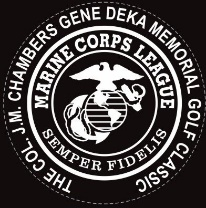 THE COL. J.M. CHAMBERS GENE DEKA MEMORIAL GOLF CLASSIC
MARINE CORPS LEAGUE
SEMPER FIDELIS